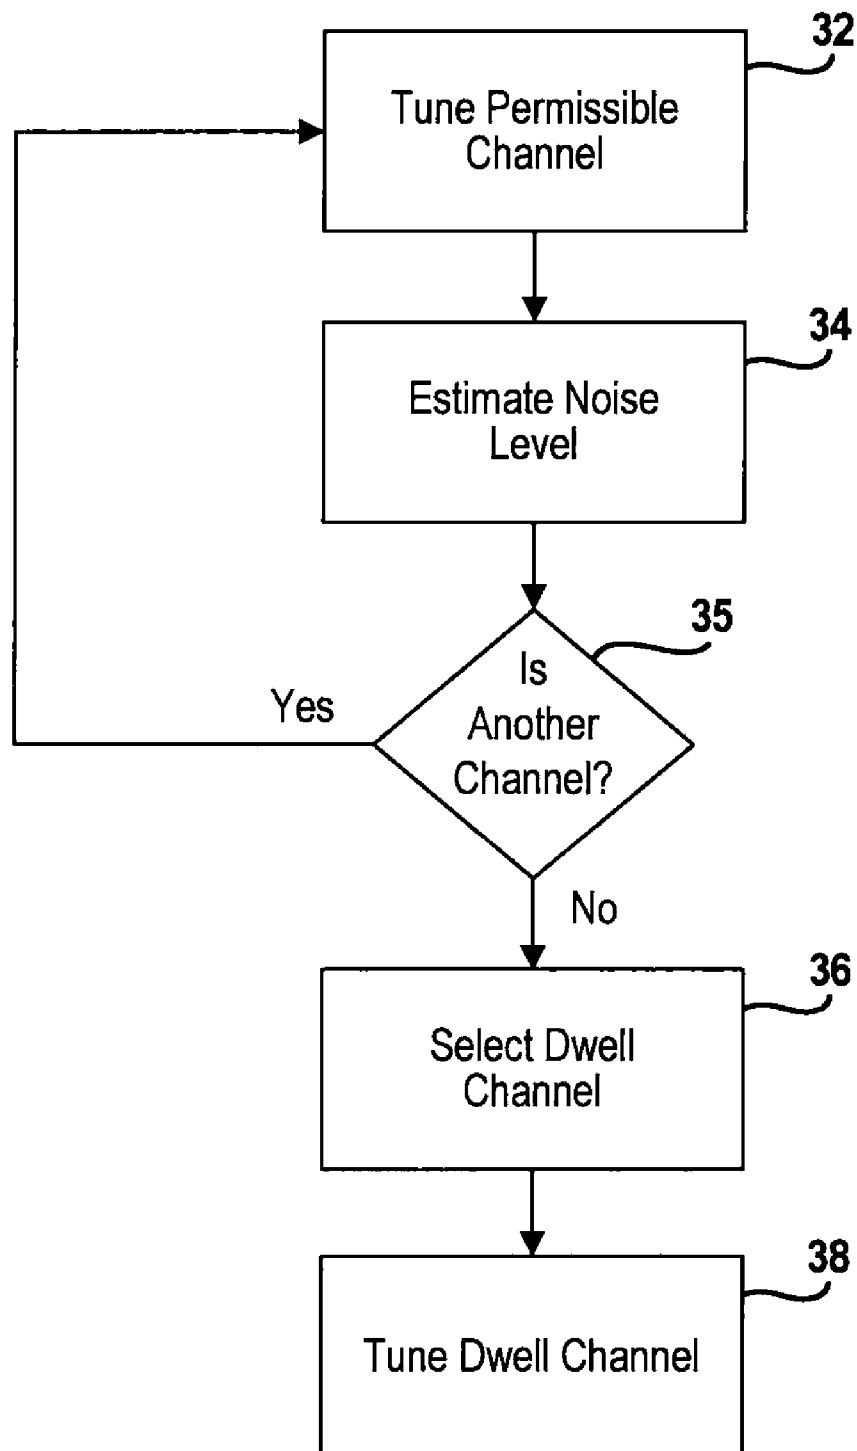 32
Tune Permissible
Channel
34
Estimate Noise
Level
35
Is
Another
Channel?
Yes
No
36
Select Dwell
Channel
38
Tune Dwell Channel